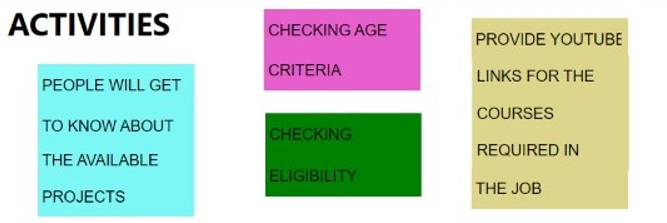 ACTIVITIES
PEOPLE WILL GET
TO KNOW ABOUT
THE AVAILABLE
PROJECTS
CHECKING AGE
CRITERIA
CHECKING
ELIGIBILITY
PROVIDE YOUTUBE
LINKS FOR THE
COURSES
REQUIRED IN
THE JOB